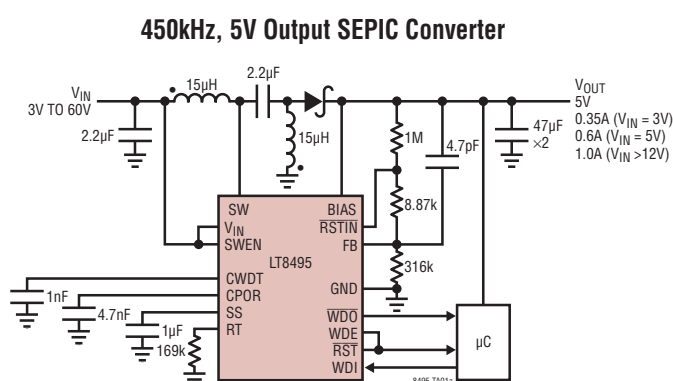 450kHz, 5V Output SEPIC Converter
VIN
3V TO 60V
15µH
2.2µF
VOUT
5V
0.35A (VIN = 3V)
0.6A (VIN = 5V)
1.0A (VIN >12V)
2.2µF
15µH
1M
4.7pF
47µF
×2
8.87k
316k
SW
BIAS
VIN
RSTIN
SWEN
FB
LT8495
CWDT
CPOR
GND
SS
WDO
RT
WDE
RST
WDI
1nF
4.7nF
1µF
169k
µC
8495 TA01a